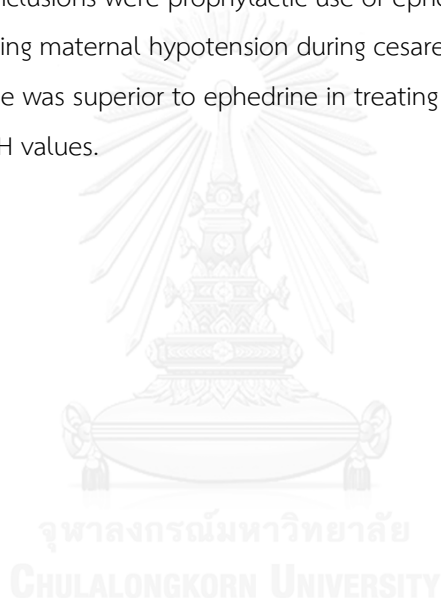 nclusions were prophylactic use of ephe
ing maternal hypotension during cesare
e was superior to ephedrine in treating
H values.
จุฬาลงกรณ์มหาวิทยาลัย
CHULALONGKORN UNIVERSITY